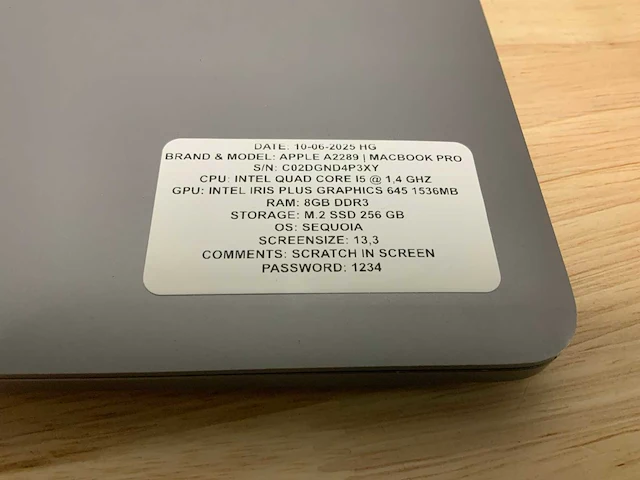 DATE: 10-06-2025 HG
BRAND & MODEL: APPLE A2289 | MACBOOK PRO
S/N: C02DGND4P3XY
CPU: INTEL QUAD CORE I5 @ 1,4 GHZ
GPU: INTEL IRIS PLUS GRAPHICS 645 1536MB
RAM: 8GB DDR3
STORAGE: M.2 SSD 256 GB
OS: SEQUOIA
SCREENSIZE: 13,3
COMMENTS: SCRATCH IN SCREEN
PASSWORD: 1234